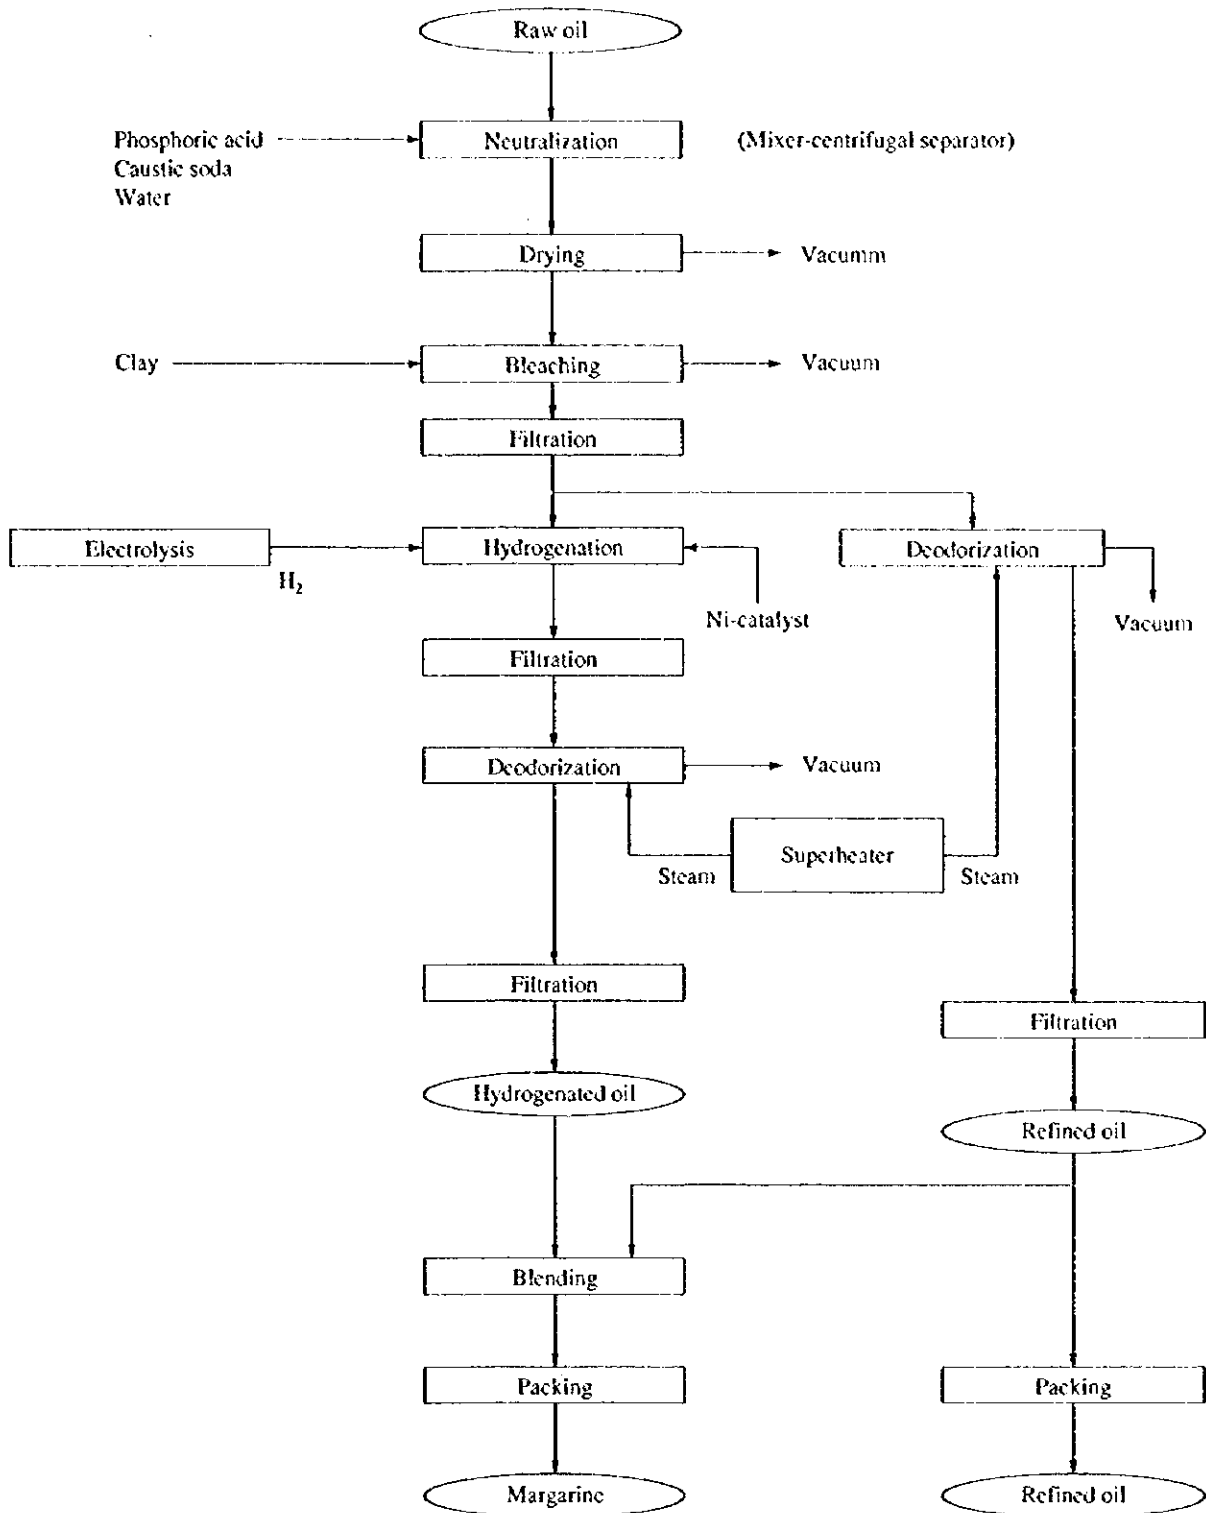 Raw oil
Phosphoric acid
Caustic soda
Water
Neutralization
(Mixer-centrifugal separator)
Drying
Vacumm
Clay
Bleaching
Vacuum
Filtration
Electrolysis
H₂
Hydrogenation
Ni-catalyst
Deodorization
Vacuum
Filtration
Deodorization
Vacuum
Superheater
Steam
Steam
Filtration
Filtration
Hydrogenated oil
Refined oil
Blending
Packing
Packing
Margarine
Refined oil